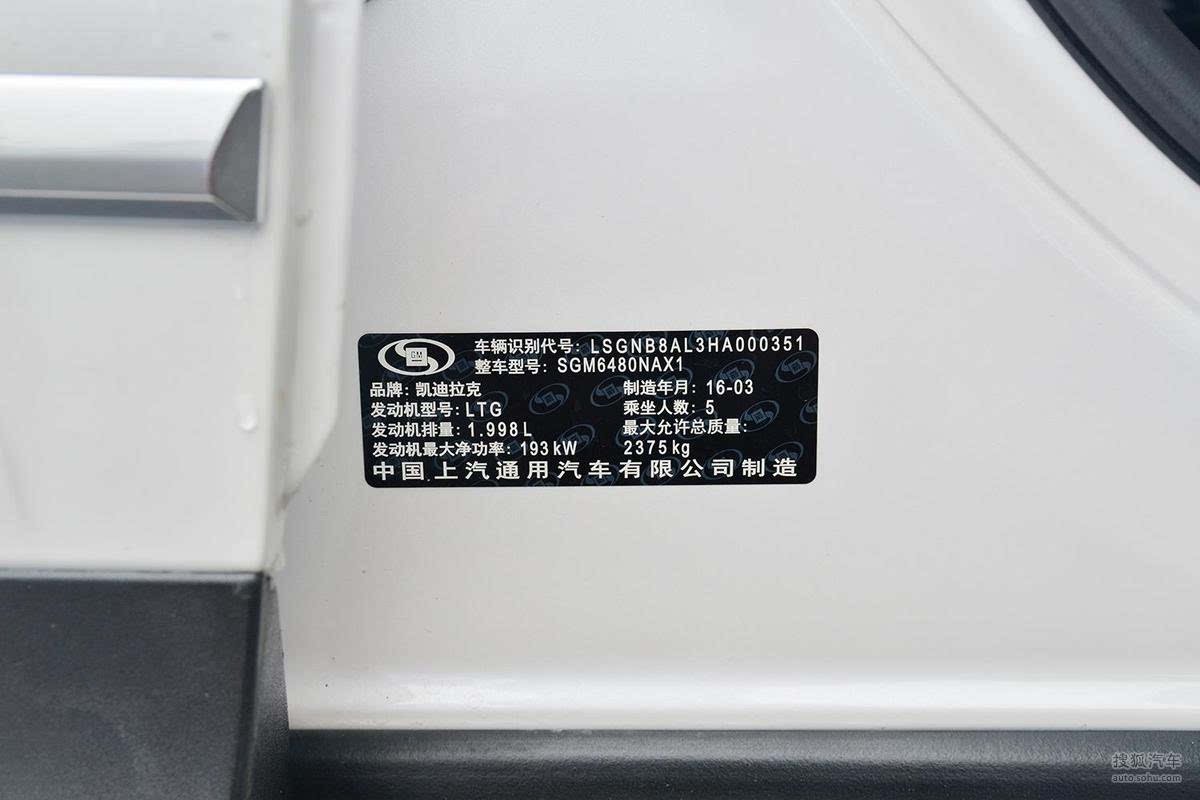 GM
车辆识别代号: LSGNB8AL3HA000351
整车型号: SGM6480NAX1
品牌: 凯迪拉克
制造年月: 16-03
发动机型号: LTG
乘坐人数: 5
发动机排量: 1.998L
最大允许总质量:
发动机最大净功率: 193kW
2375kg
中国上汽通用汽车有限公司制造
搜狐汽车
auto.sohu.com